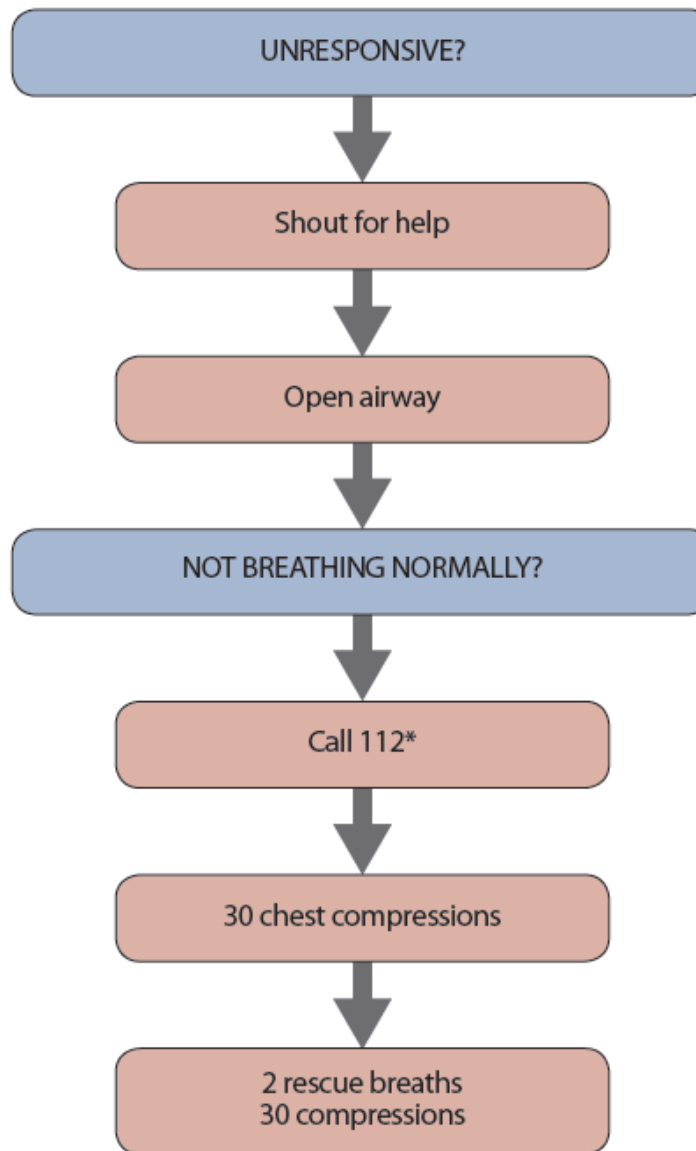 UNRESPONSIVE?
Shout for help
Open airway
NOT BREATHING NORMALLY?
Call 112*
30 chest compressions
2 rescue breaths
30 compressions